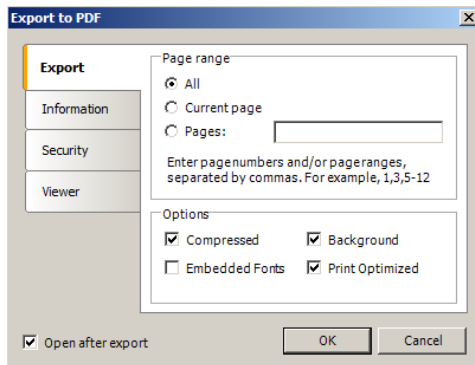 Export to PDF
Export
Information
Security
Viewer
Page range
All
Current page
Pages:
Enter pagenumbers and/or pageranges,
separated by commas. For example, 1,3,5-12
Options
Compressed
Background
Embedded Fonts
Print Optimized
Open after export
OK
Cancel